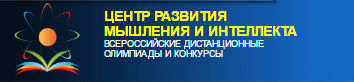 ЦЕНТР РАЗВИТИЯ
МЫШЛЕНИЯ И ИНТЕЛЛЕКТА
ВСЕРОССИЙСКИЕ ДИСТАНЦИОННЫЕ
ОЛИМПИАДЫ И КОНКУРСЫ